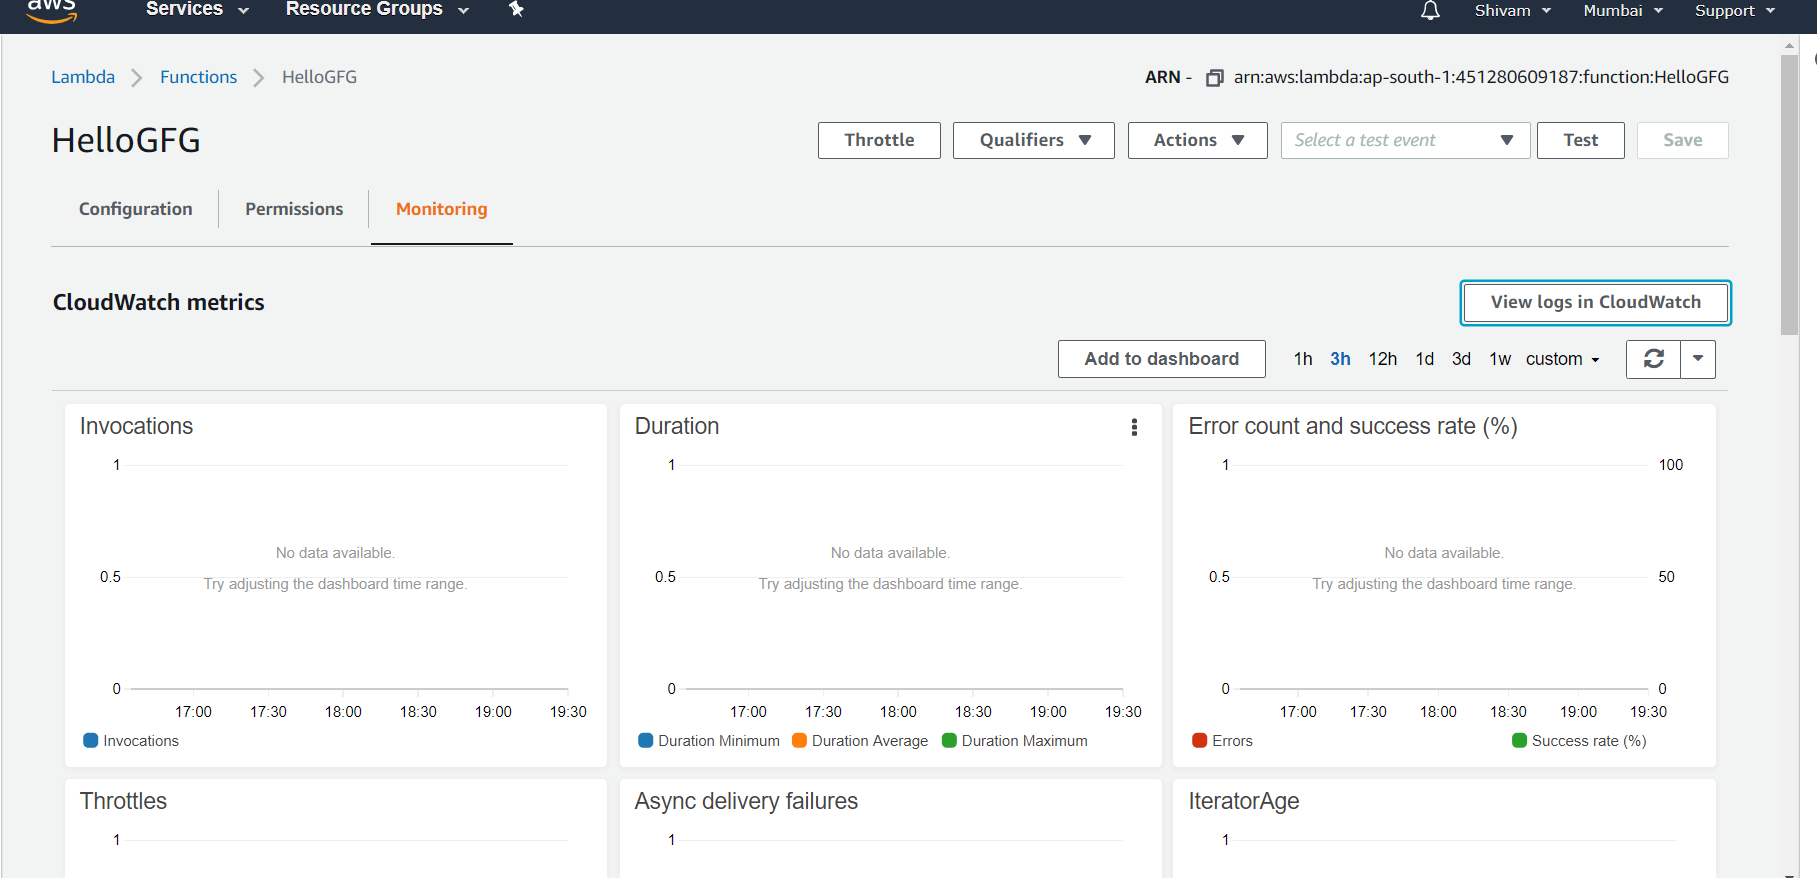 aws Services Resource Groups Shivam Mumbai Support
Lambda Functions HelloGFG ARN - arn:aws:lambda:ap-south-1:451280609187:function:HelloGFG
HelloGFG Throttle Qualifiers Actions Select a test event Test Save
Configuration Permissions Monitoring
CloudWatch metrics View logs in CloudWatch
Add to dashboard 1h 3h 12h 1d 3d 1w custom
Invocations
1
No data available.
0.5
Try adjusting the dashboard time range.
0
17:00 17:30 18:00 18:30 19:00 19:30
Invocations
Duration
1
No data available.
0.5
Try adjusting the dashboard time range.
0
17:00 17:30 18:00 18:30 19:00 19:30
Duration Minimum Duration Average Duration Maximum
Error count and success rate (%)
1 100
No data available.
0.5 50
Try adjusting the dashboard time range.
0 0
17:00 17:30 18:00 18:30 19:00 19:30
Errors Success rate (%)
Throttles
1
Async delivery failures
1
IteratorAge
1